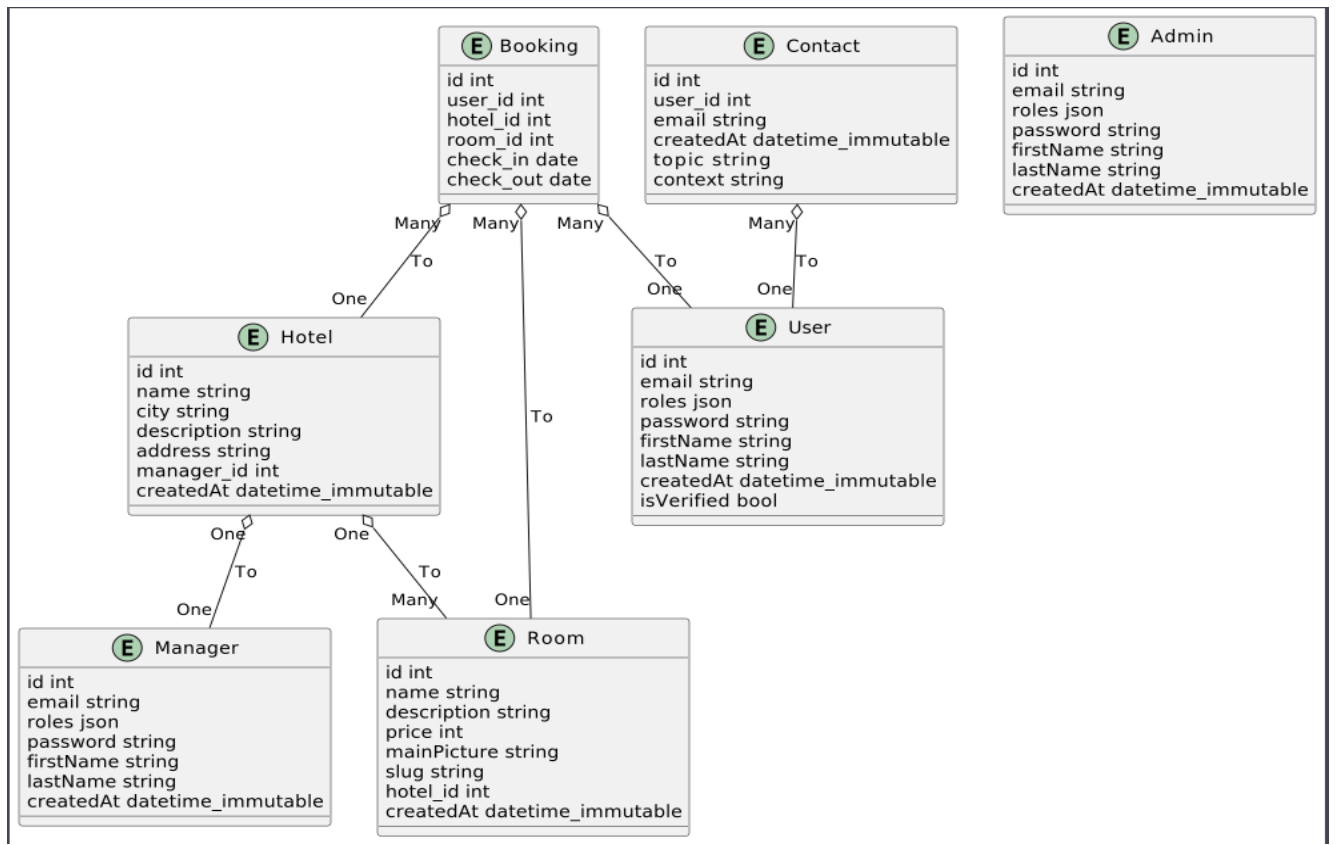 E Booking
id int
user_id int
hotel_id int
room_id int
check_in date
check_out date
E Contact
id int
user_id int
email string
createdAt datetime_immutable
topic string
context string
E Admin
id int
email string
roles json
password string
firstName string
lastName string
createdAt datetime_immutable
Many
To
One
Many
To
One
Many
To
One
Many
To
One
E Hotel
id int
name string
city string
description string
address string
manager_id int
createdAt datetime_immutable
E User
id int
email string
roles json
password string
firstName string
lastName string
createdAt datetime_immutable
isVerified bool
One
To
One
One
To
Many
E Manager
id int
email string
roles json
password string
firstName string
lastName string
createdAt datetime_immutable
E Room
id int
name string
description string
price int
mainPicture string
slug string
hotel_id int
createdAt datetime_immutable